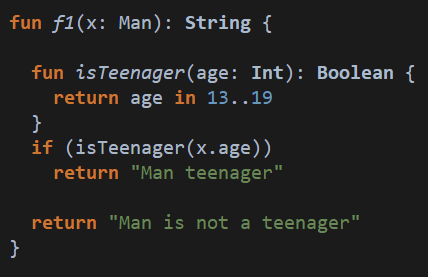 fun f1(x: Man): String {
fun isTeenager(age: Int): Boolean {
return age in 13..19
}
if (isTeenager(x.age))
return "Man teenager"
return "Man is not a teenager"
}